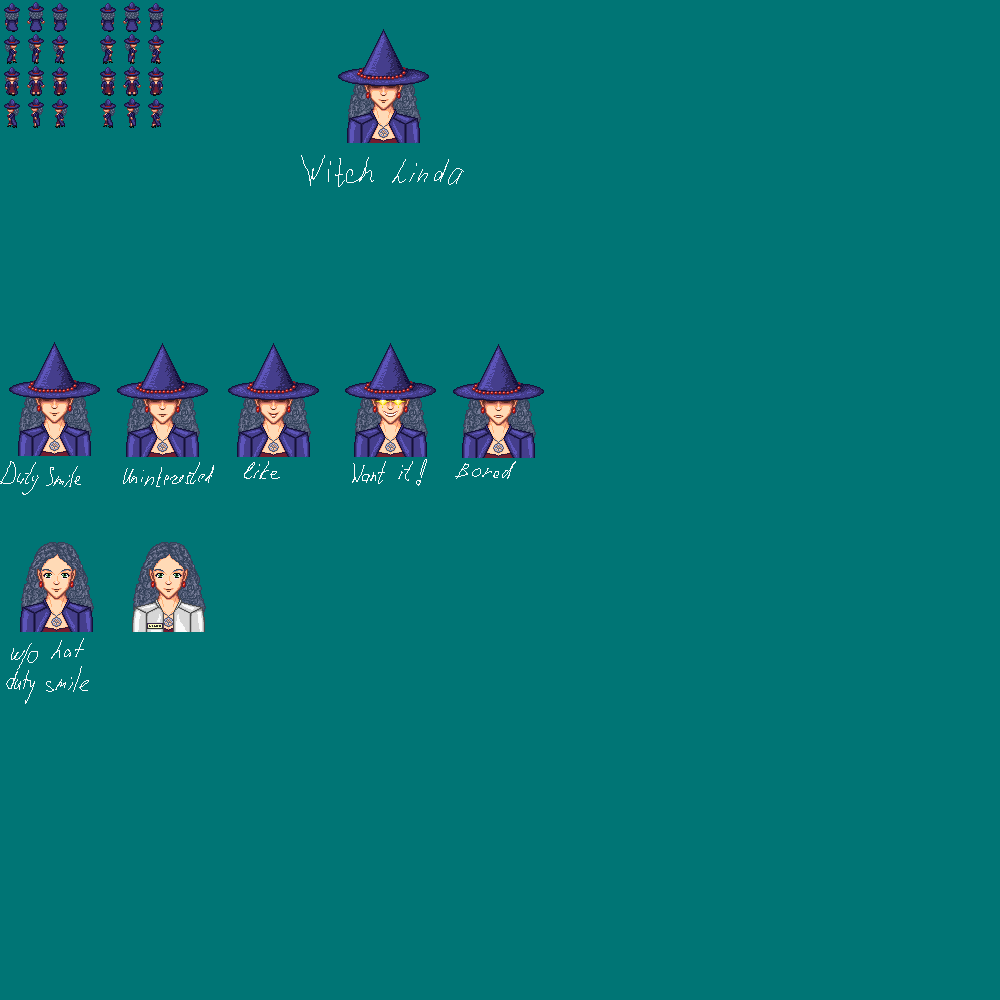 Witch Linda
Duty Smile
Uninterested
like
Want it!
Bored
w/o hat
duty smile